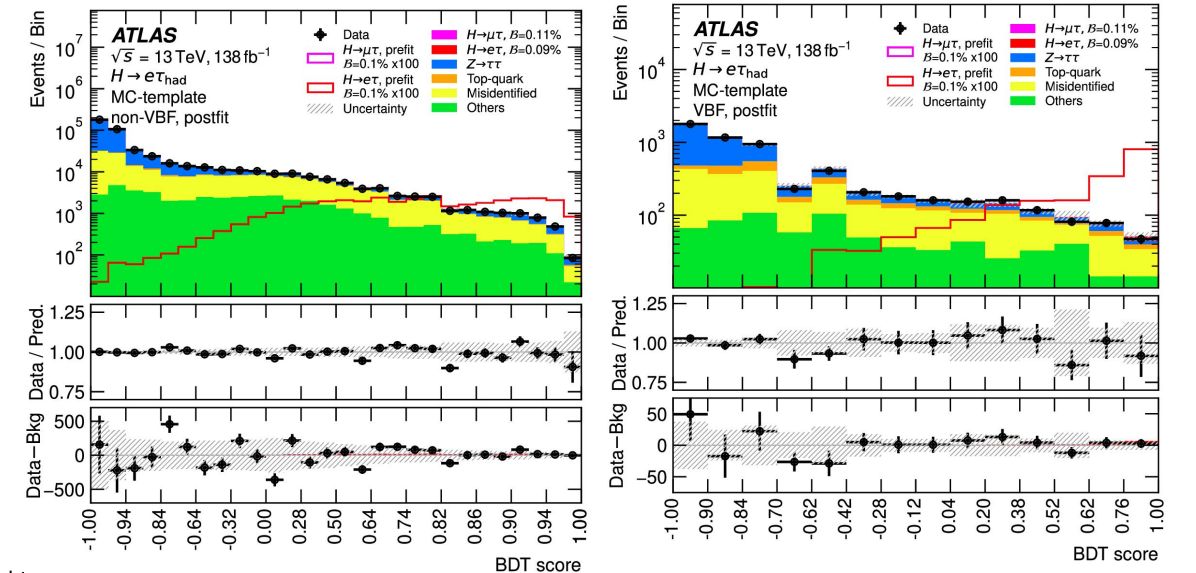 Events / Bin
10⁷
10⁵
10⁴
10³
10²
ATLAS
√s = 13 TeV, 138 fb⁻¹
H → eτhad
MC-template
non-VBF, postfit
Data
H→μτ, prefit
ℬ=0.1% x100
H→eτ, prefit
ℬ=0.1% x100
Uncertainty
H→μτ, ℬ=0.11%
H→eτ, ℬ=0.09%
Z→ττ
Top-quark
Misidentified
Others
Data / Pred.
1.25
1.00
0.75
Data−Bkg
500
0
−500
-1.00
-0.94
-0.84
-0.64
-0.32
0.00
0.28
0.50
0.64
0.74
0.82
0.86
0.90
0.94
1.00
BDT score
Events / Bin
10⁴
10³
10²
ATLAS
√s = 13 TeV, 138 fb⁻¹
H → eτhad
MC-template
VBF, postfit
Data
H→μτ, prefit
ℬ=0.1% x100
H→eτ, prefit
ℬ=0.1% x100
Uncertainty
H→μτ, ℬ=0.11%
H→eτ, ℬ=0.09%
Z→ττ
Top-quark
Misidentified
Others
Data / Pred.
1.25
1.00
0.75
Data−Bkg
50
0
−50
-1.00
-0.90
-0.84
-0.70
-0.52
-0.42
-0.28
-0.12
0.04
0.20
0.38
0.52
0.62
0.76
1.00
BDT score